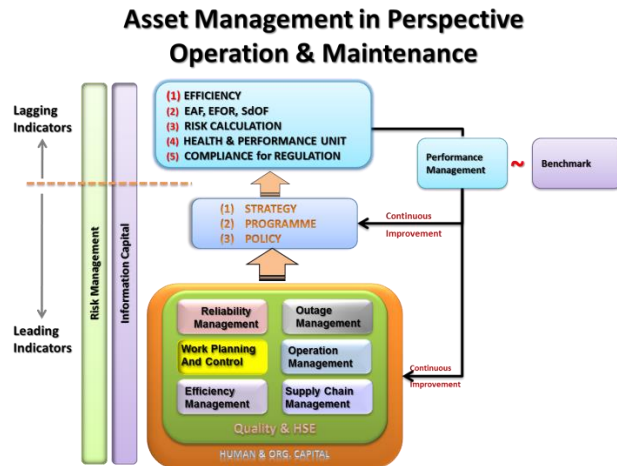 Asset Management in Perspective
Operation & Maintenance
Lagging
Indicators
Leading
Indicators
Risk Management
Information Capital
(1) EFFICIENCY
(2) EAF, EFOR, SdOF
(3) RISK CALCULATION
(4) HEALTH & PERFORMANCE UNIT
(5) COMPLIANCE for REGULATION
Performance
Management
~
Benchmark
(1) STRATEGY
(2) PROGRAMME
(3) POLICY
Continuous
Improvement
Reliability
Management
Outage
Management
Work Planning
And Control
Operation
Management
Efficiency
Management
Supply Chain
Management
Quality & HSE
HUMAN & ORG. CAPITAL
Continuous
Improvement